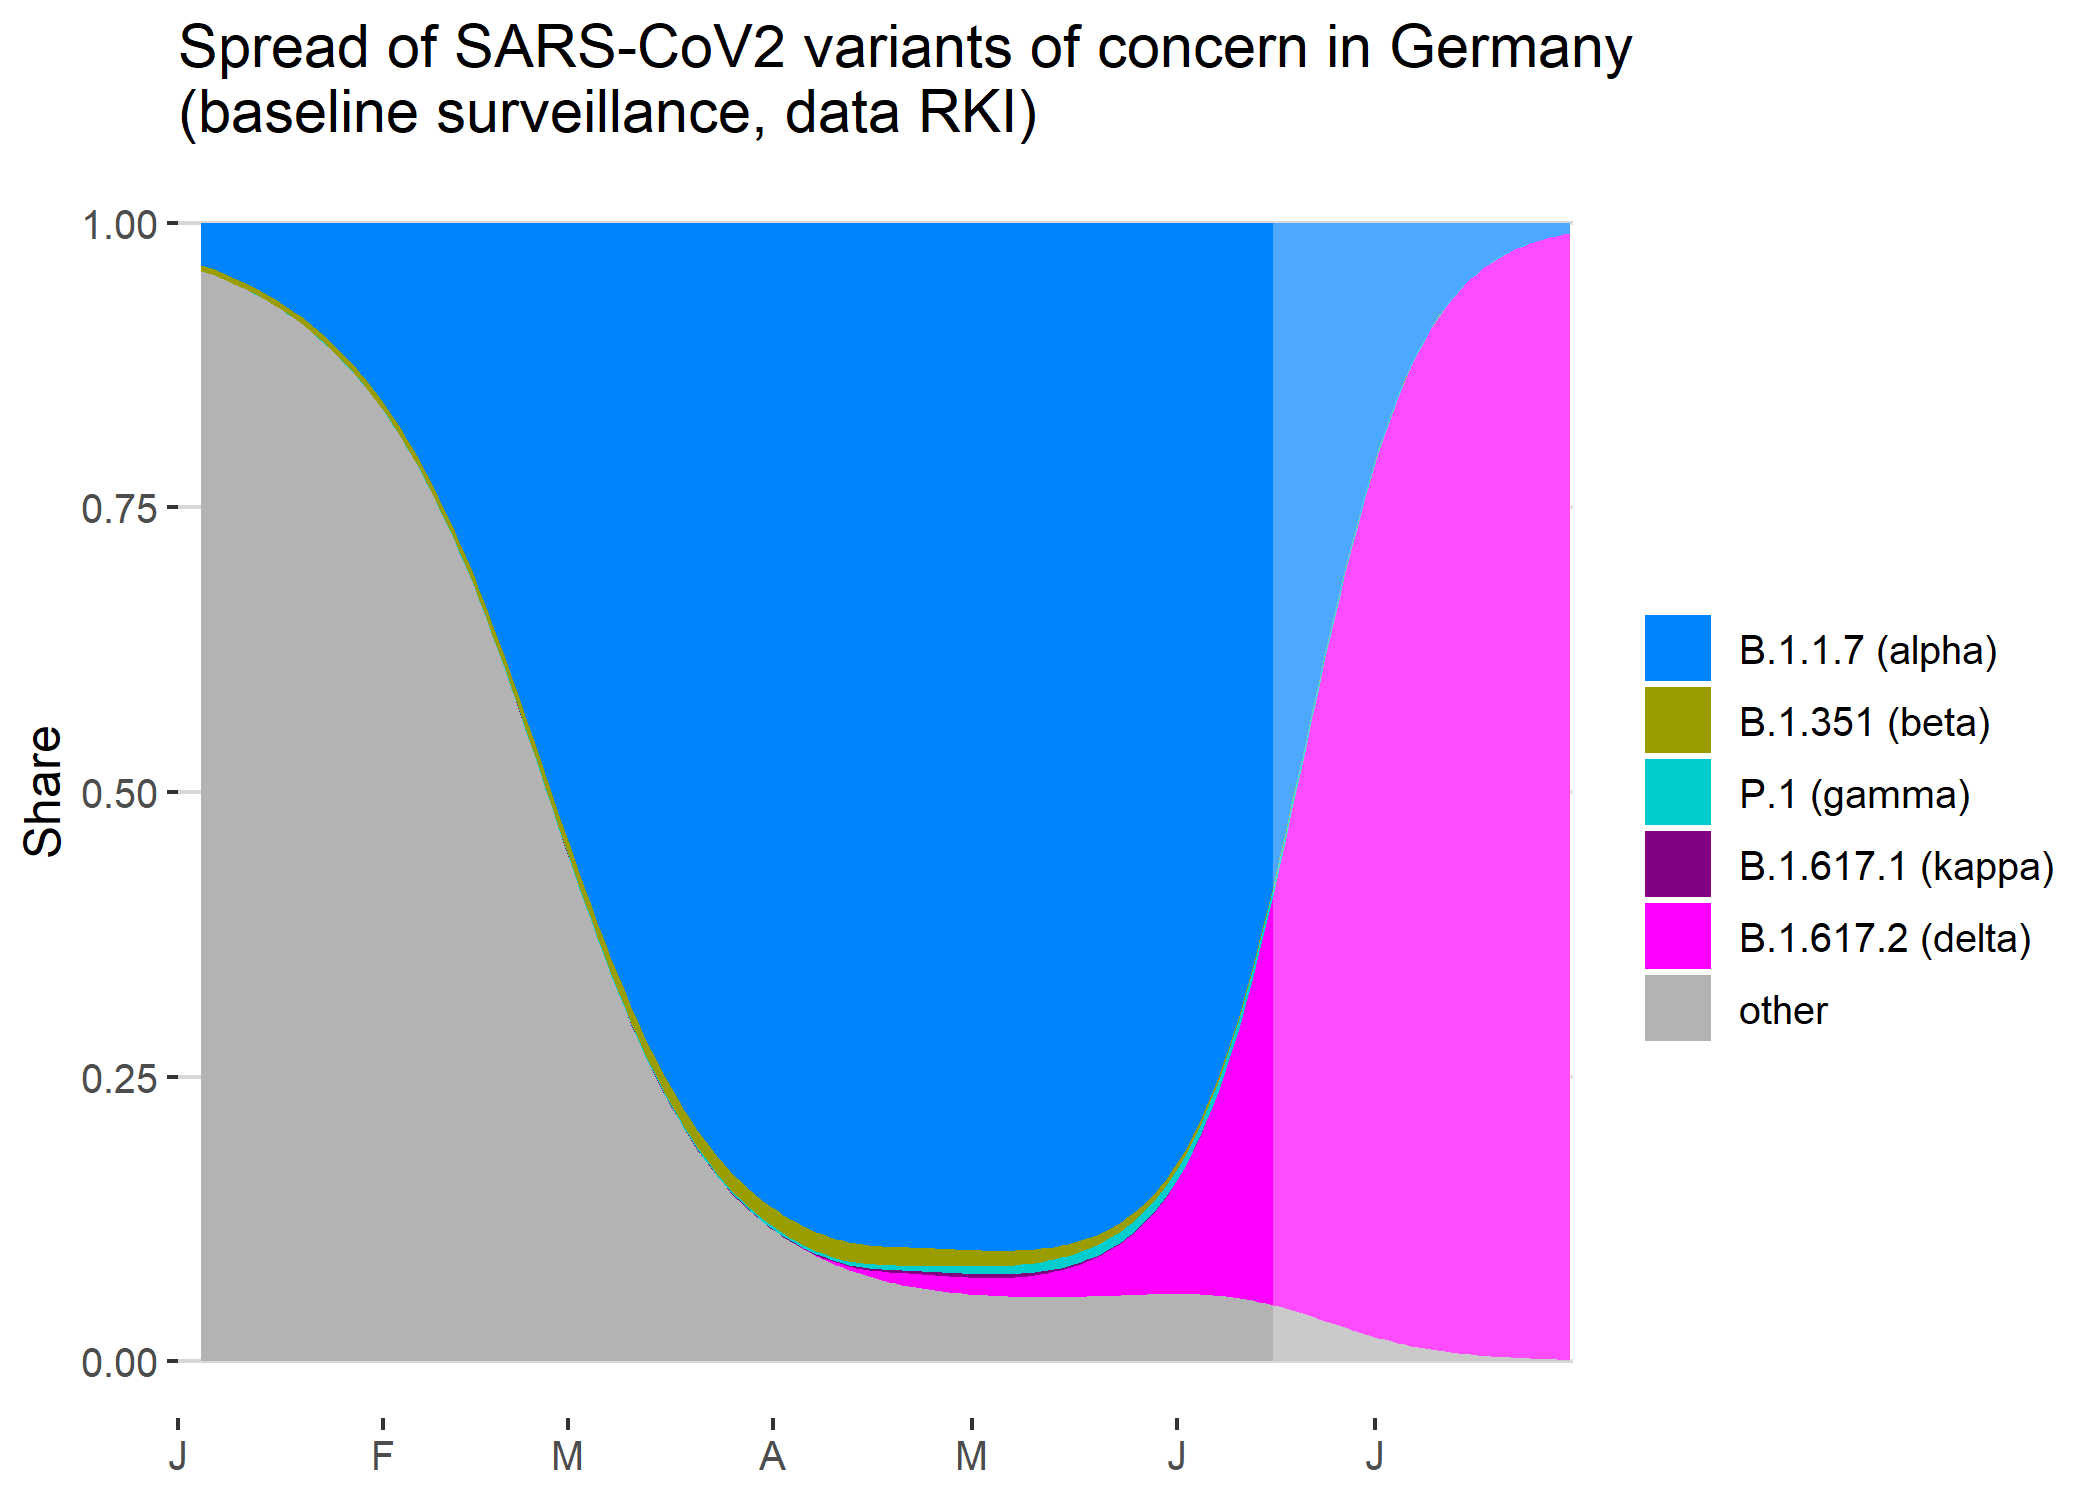 Spread of SARS-CoV2 variants of concern in Germany
(baseline surveillance, data RKI)
1.00
0.75
0.50
0.25
0.00
Share
J F M A M J J
B.1.1.7 (alpha)
B.1.351 (beta)
P.1 (gamma)
B.1.617.1 (kappa)
B.1.617.2 (delta)
other